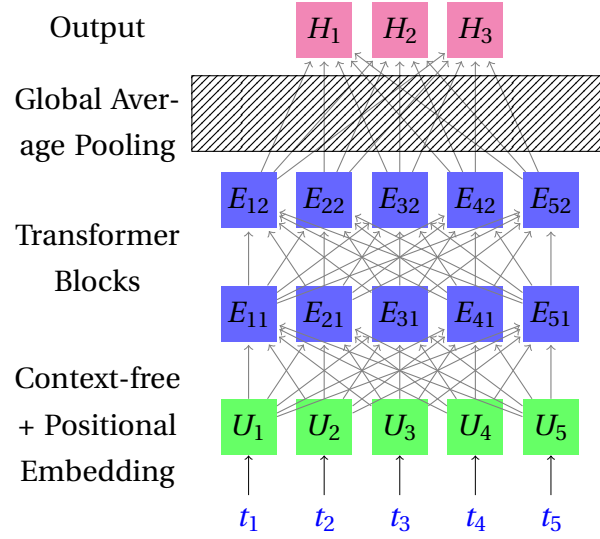 Output
H₁ H₂ H₃
Global Aver-
age Pooling
E₁₂ E₂₂ E₃₂ E₄₂ E₅₂
Transformer
Blocks
E₁₁ E₂₁ E₃₁ E₄₁ E₅₁
Context-free
+ Positional
Embedding
U₁ U₂ U₃ U₄ U₅
t₁ t₂ t₃ t₄ t₅